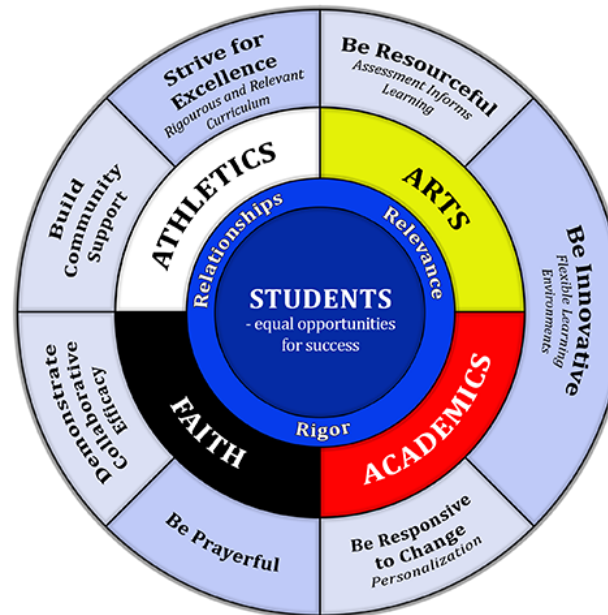 Strive for
Excellence
Rigourous and Relevant
Curriculum
Be Resourceful
Assessment Informs
Learning
Be Innovative
Flexible Learning
Environments
Be Responsive
to Change
Personalization
Be Prayerful
Demonstrate
Collaborative
Efficacy
Build
Community
Support
ATHLETICS
ARTS
ACADEMICS
FAITH
Relationships
Relevance
Rigor
STUDENTS
- equal opportunities
for success